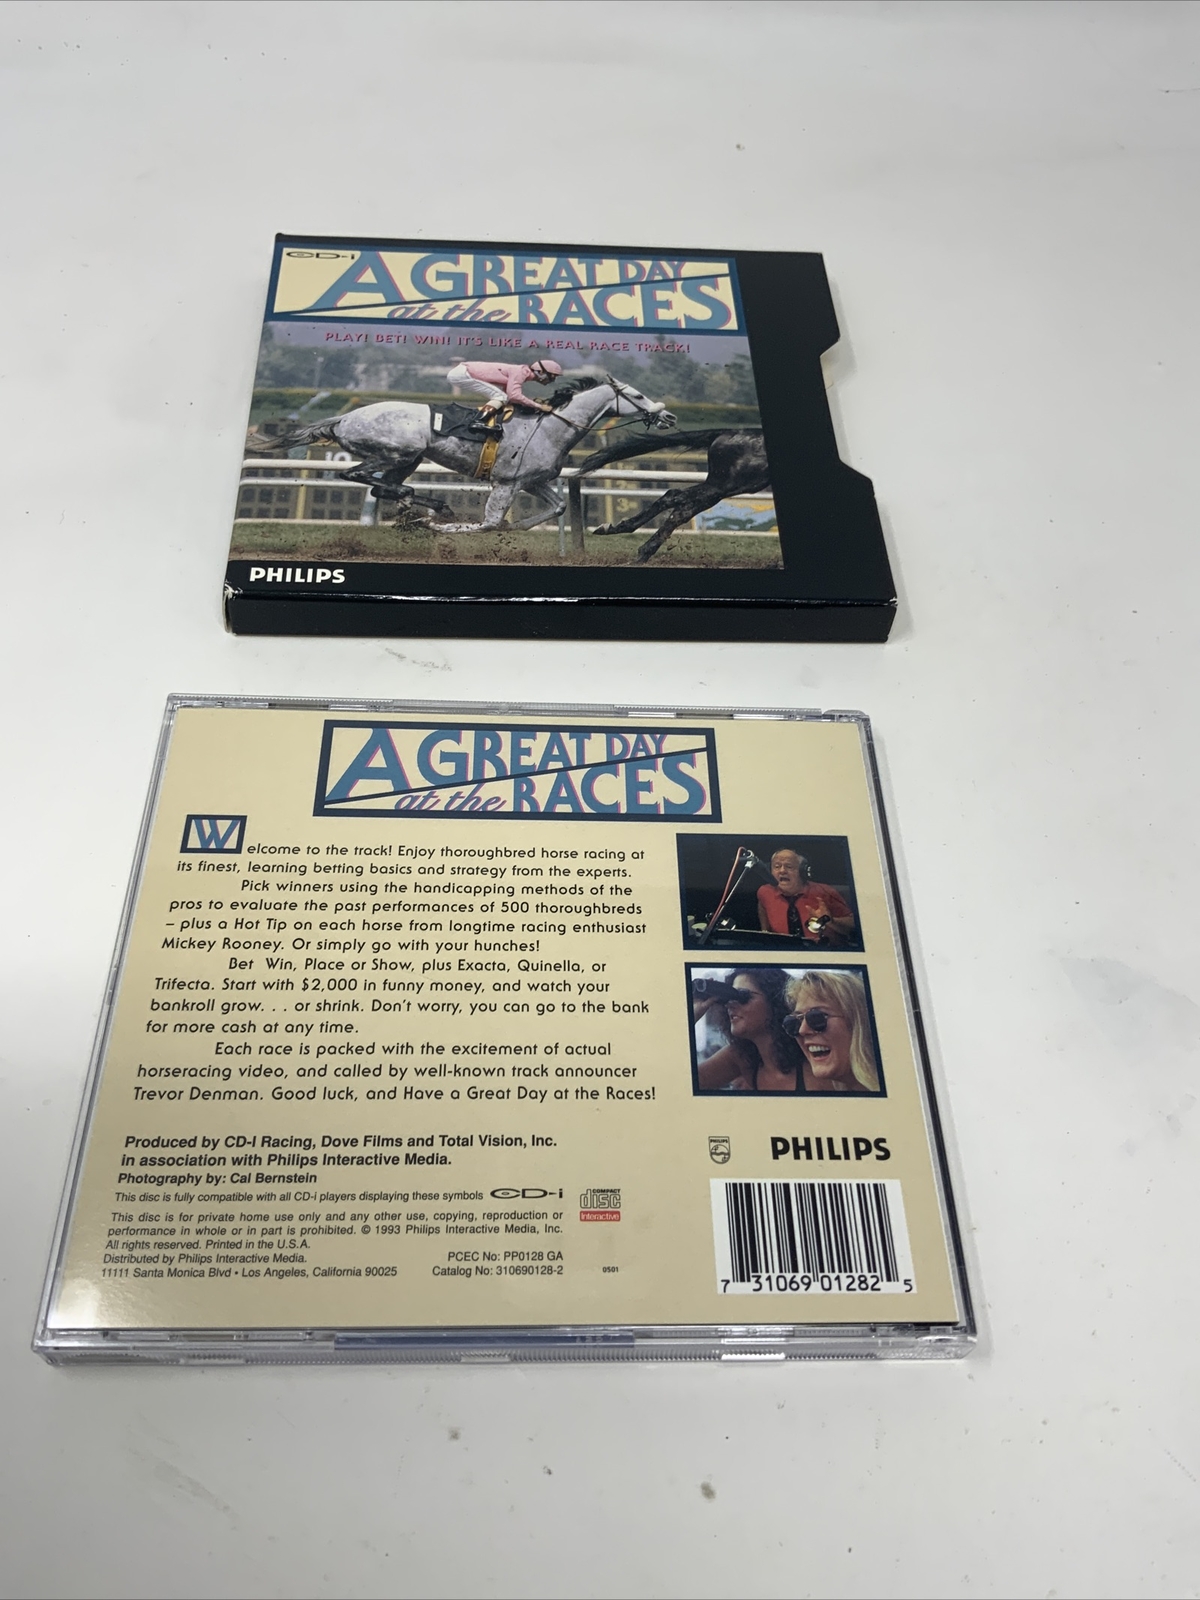 CD-i
A GREAT DAY
at the RACES
PLAY! BET! WIN! IT'S LIKE A REAL RACE TRACK!
10
PHILIPS
A GREAT DAY
at the RACES
Welcome to the track! Enjoy thoroughbred horse racing at
its finest, learning betting basics and strategy from the experts.
Pick winners using the handicapping methods of the
pros to evaluate the past performances of 500 thoroughbreds
– plus a Hot Tip on each horse from longtime racing enthusiast
Mickey Rooney. Or simply go with your hunches!
Bet Win, Place or Show, plus Exacta, Quinella, or
Trifecta. Start with $2,000 in funny money, and watch your
bankroll grow. . . or shrink. Don't worry, you can go to the bank
for more cash at any time.
Each race is packed with the excitement of actual
horseracing video, and called by well-known track announcer
Trevor Denman. Good luck, and Have a Great Day at the Races!
Produced by CD-I Racing, Dove Films and Total Vision, Inc.
in association with Philips Interactive Media.
Photography by: Cal Bernstein
This disc is fully compatible with all CD-i players displaying these symbols CD-i COMPACT disc Interactive
This disc is for private home use only and any other use, copying, reproduction or
performance in whole or in part is prohibited. © 1993 Philips Interactive Media, Inc.
All rights reserved. Printed in the U.S.A.
Distributed by Philips Interactive Media.
11111 Santa Monica Blvd • Los Angeles, California 90025
PCEC No: PP0128 GA
Catalog No: 310690128-2
0501
PHILIPS
PHILIPS
7 31069 01282 5